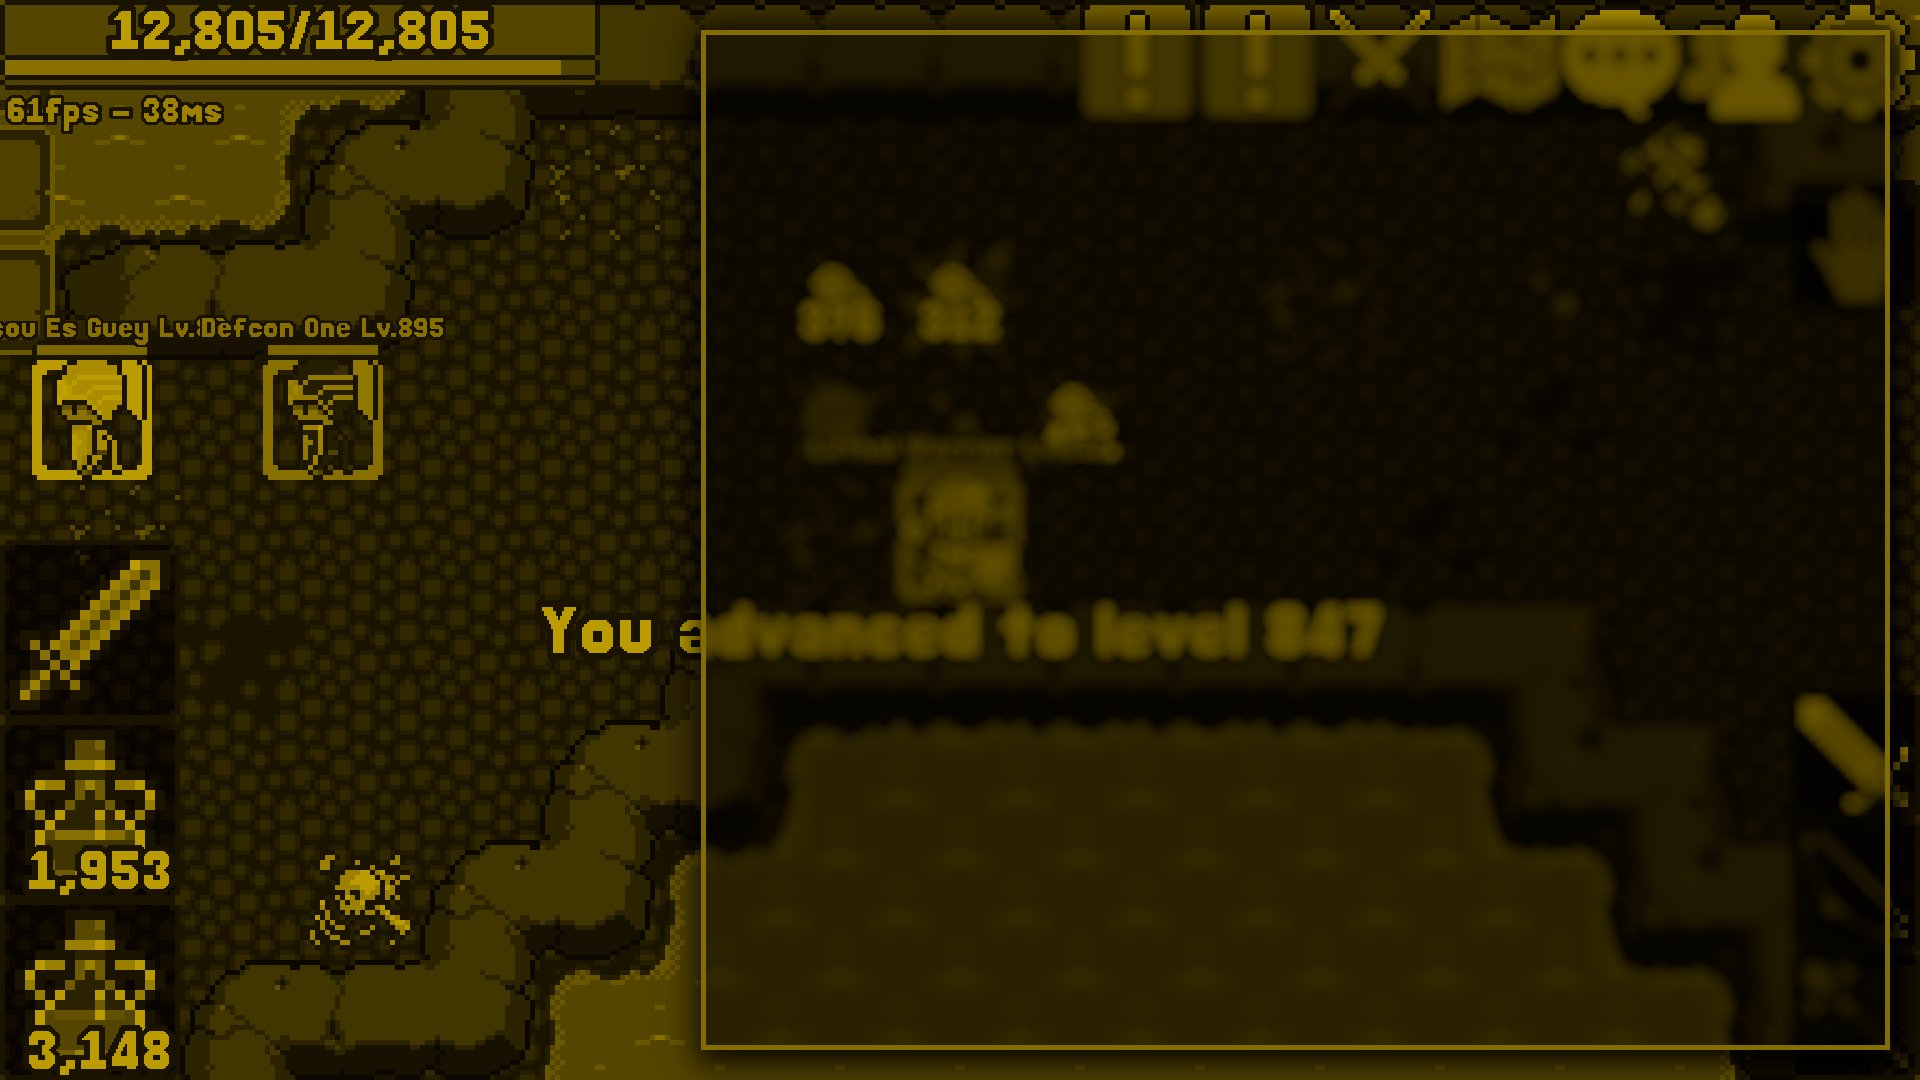 12,805/12,805
61fps - 38ms
sou Es Guey Lv.
Defcon One Lv.895
You advanced to level 847
1,953
3,148